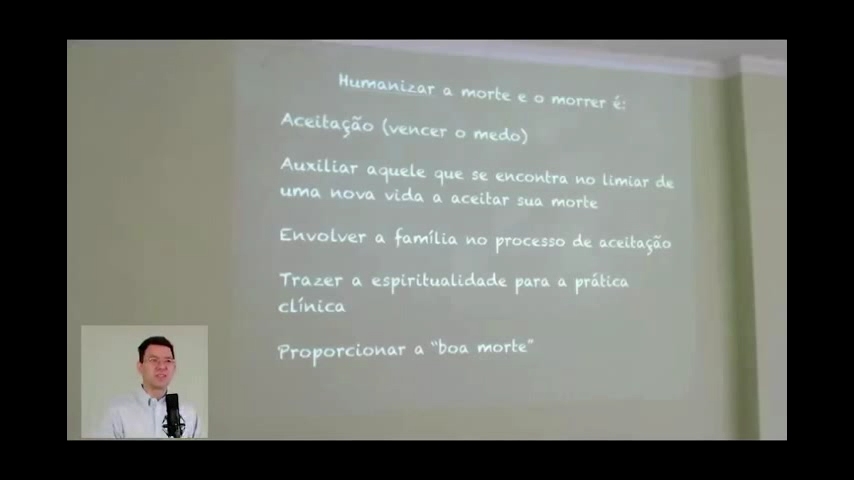 Humanizar a morte e o morrer é:
Aceitação (vencer o medo)
Auxiliar aquele que se encontra no limiar de
uma nova vida a aceitar sua morte
Envolver a família no processo de aceitação
Trazer a espiritualidade para a prática
clínica
Proporcionar a "boa morte"